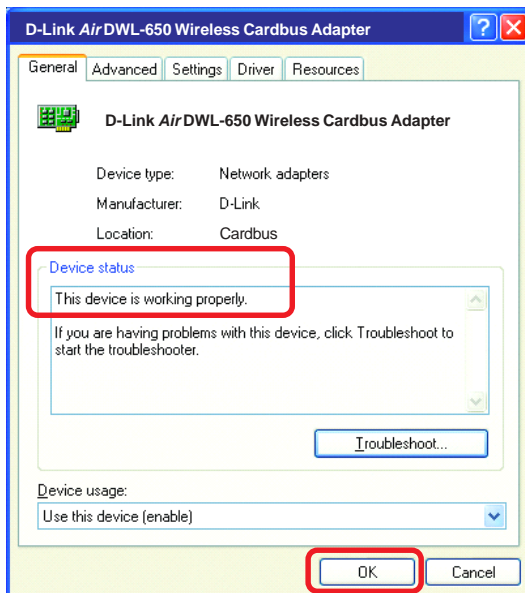 D-Link Air DWL-650 Wireless Cardbus Adapter
General Advanced Settings Driver Resources
D-Link Air DWL-650 Wireless Cardbus Adapter
Device type: Network adapters
Manufacturer: D-Link
Location: Cardbus
Device status
This device is working properly.
If you are having problems with this device, click Troubleshoot to
start the troubleshooter.
Troubleshoot...
Device usage:
Use this device (enable)
OK Cancel